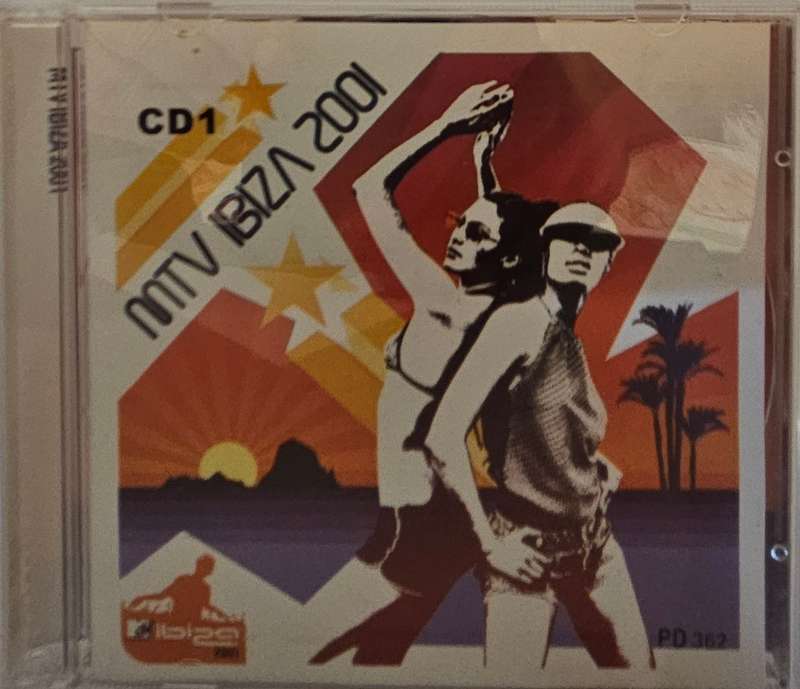 MTV IBIZA 2001
CD1
MTV IBIZA 2001
ibiza
2001
PD 362